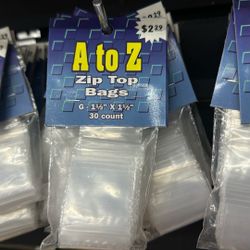 $2.29
A to Z
Zip Top
Bags
G - 1½" X 1½"
30 count